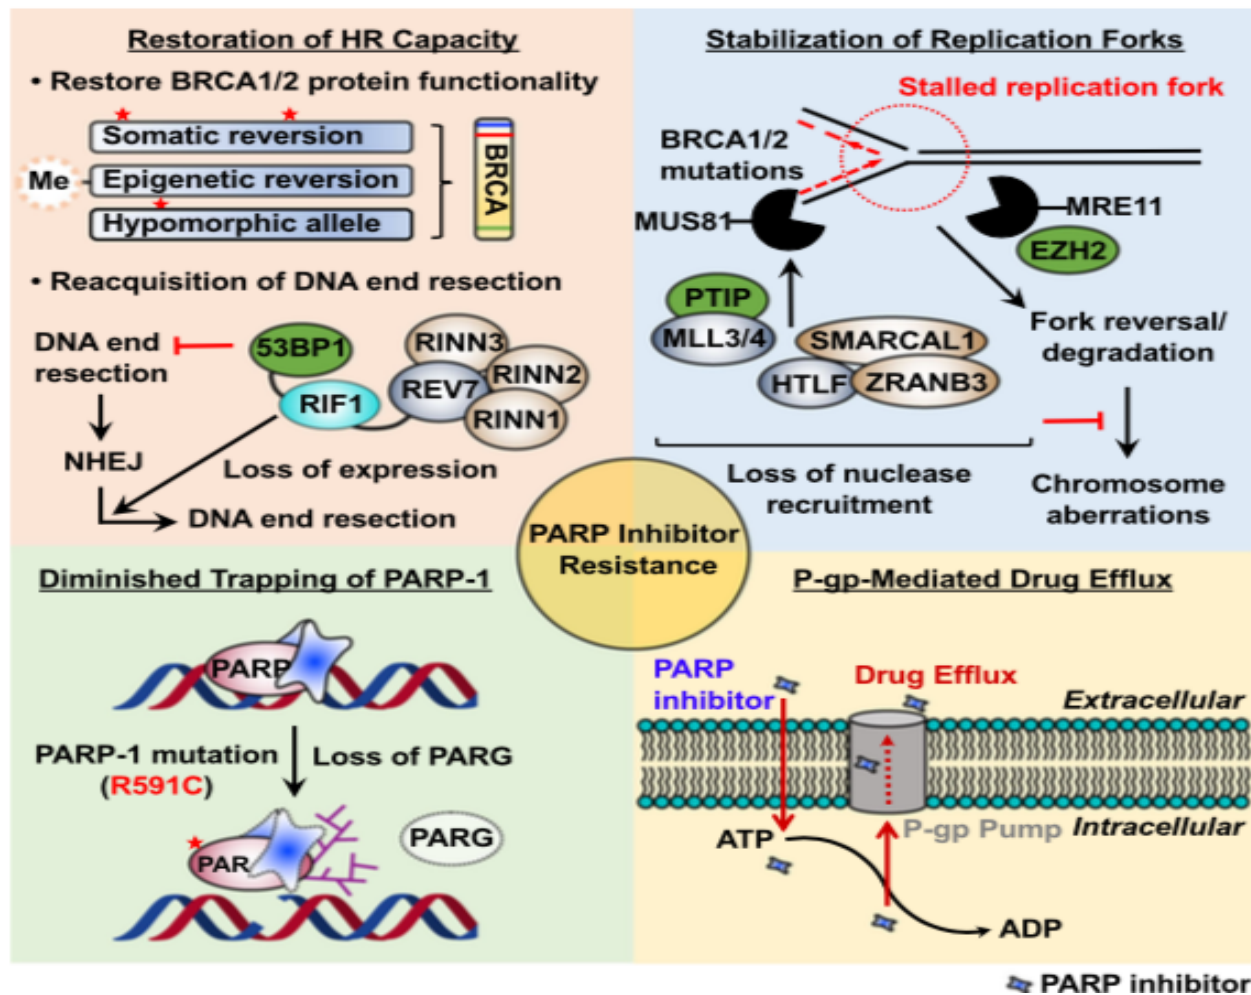 Restoration of HR Capacity
• Restore BRCA1/2 protein functionality
Somatic reversion
Me
Epigenetic reversion
Hypomorphic allele
BRCA
• Reacquisition of DNA end resection
DNA end
resection
53BP1
RIF1
RINN3
REV7
RINN2
RINN1
NHEJ
Loss of expression
DNA end resection
Stabilization of Replication Forks
Stalled replication fork
BRCA1/2
mutations
MUS81
MRE11
EZH2
PTIP
MLL3/4
SMARCAL1
HTLF
ZRANB3
Fork reversal/
degradation
Loss of nuclease
recruitment
Chromosome
aberrations
PARP Inhibitor
Resistance
Diminished Trapping of PARP-1
PARP
PARP-1 mutation
(R591C)
Loss of PARG
PAR
PARG
P-gp-Mediated Drug Efflux
PARP
inhibitor
Drug Efflux
Extracellular
P-gp Pump
Intracellular
ATP
ADP
PARP inhibitor